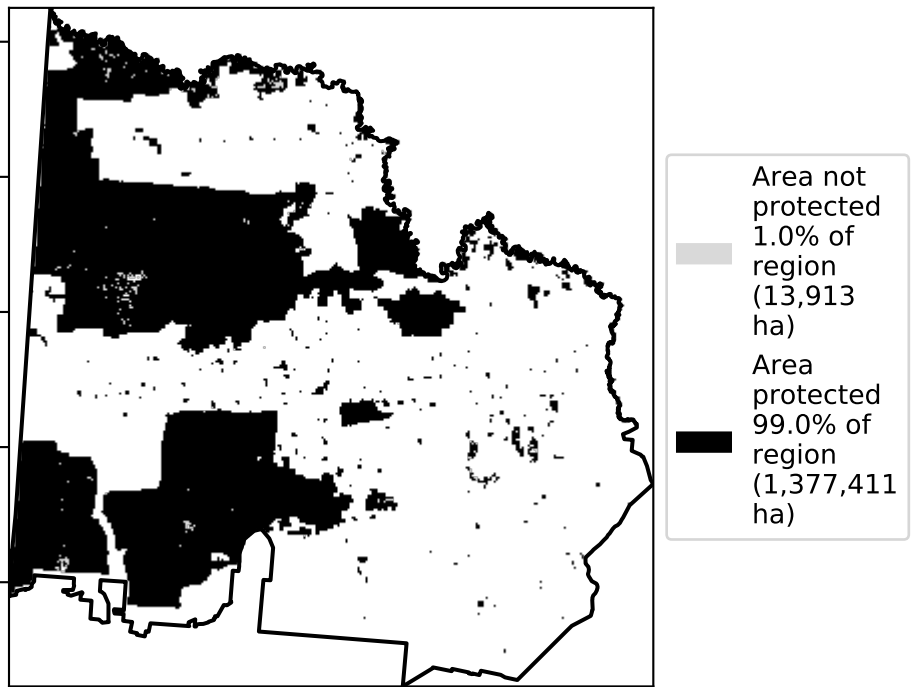 Area not
protected
1.0% of
region
(13,913
ha)
Area
protected
99.0% of
region
(1,377,411
ha)